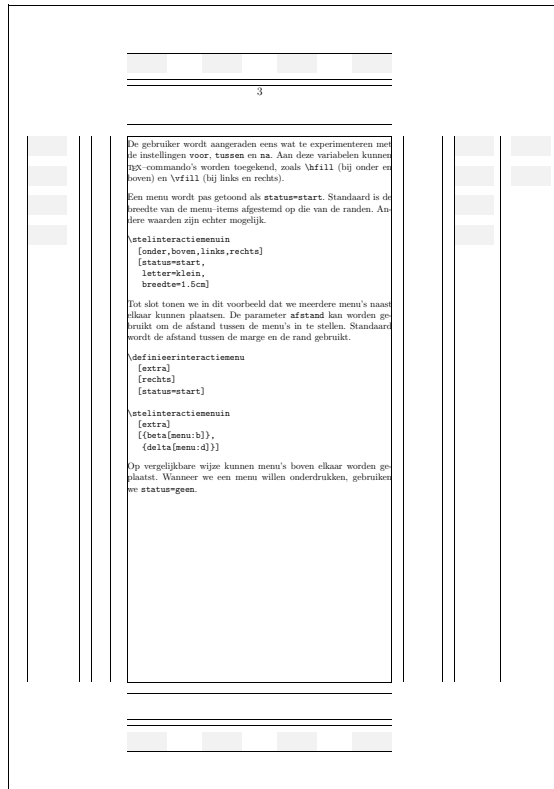 3
De gebruiker wordt aangeraden eens wat te experimenteren met
de instellingen voor, tussen en na. Aan deze variabelen kunnen
TEX–commando's worden toegekend, zoals \hfill (bij onder en
boven) en \vfill (bij links en rechts).
Een menu wordt pas getoond als status=start. Standaard is de
breedte van de menu–items afgestemd op die van de randen. An-
dere waarden zijn echter mogelijk.
\stelinteractiemenuin
[onder,boven,links,rechts]
[status=start,
letter=klein,
breedte=1.5cm]
Tot slot tonen we in dit voorbeeld dat we meerdere menu's naast
elkaar kunnen plaatsen. De parameter afstand kan worden ge-
bruikt om de afstand tussen de menu's in te stellen. Standaard
wordt de afstand tussen de marge en de rand gebruikt.
\definieerinteractiemenu
[extra]
[rechts]
[status=start]
\stelinteractiemenuin
[extra]
[{beta[menu:b]},
{delta[menu:d]}]
Op vergelijkbare wijze kunnen menu's boven elkaar worden ge-
plaatst. Wanneer we een menu willen onderdrukken, gebruiken
we status=geen.